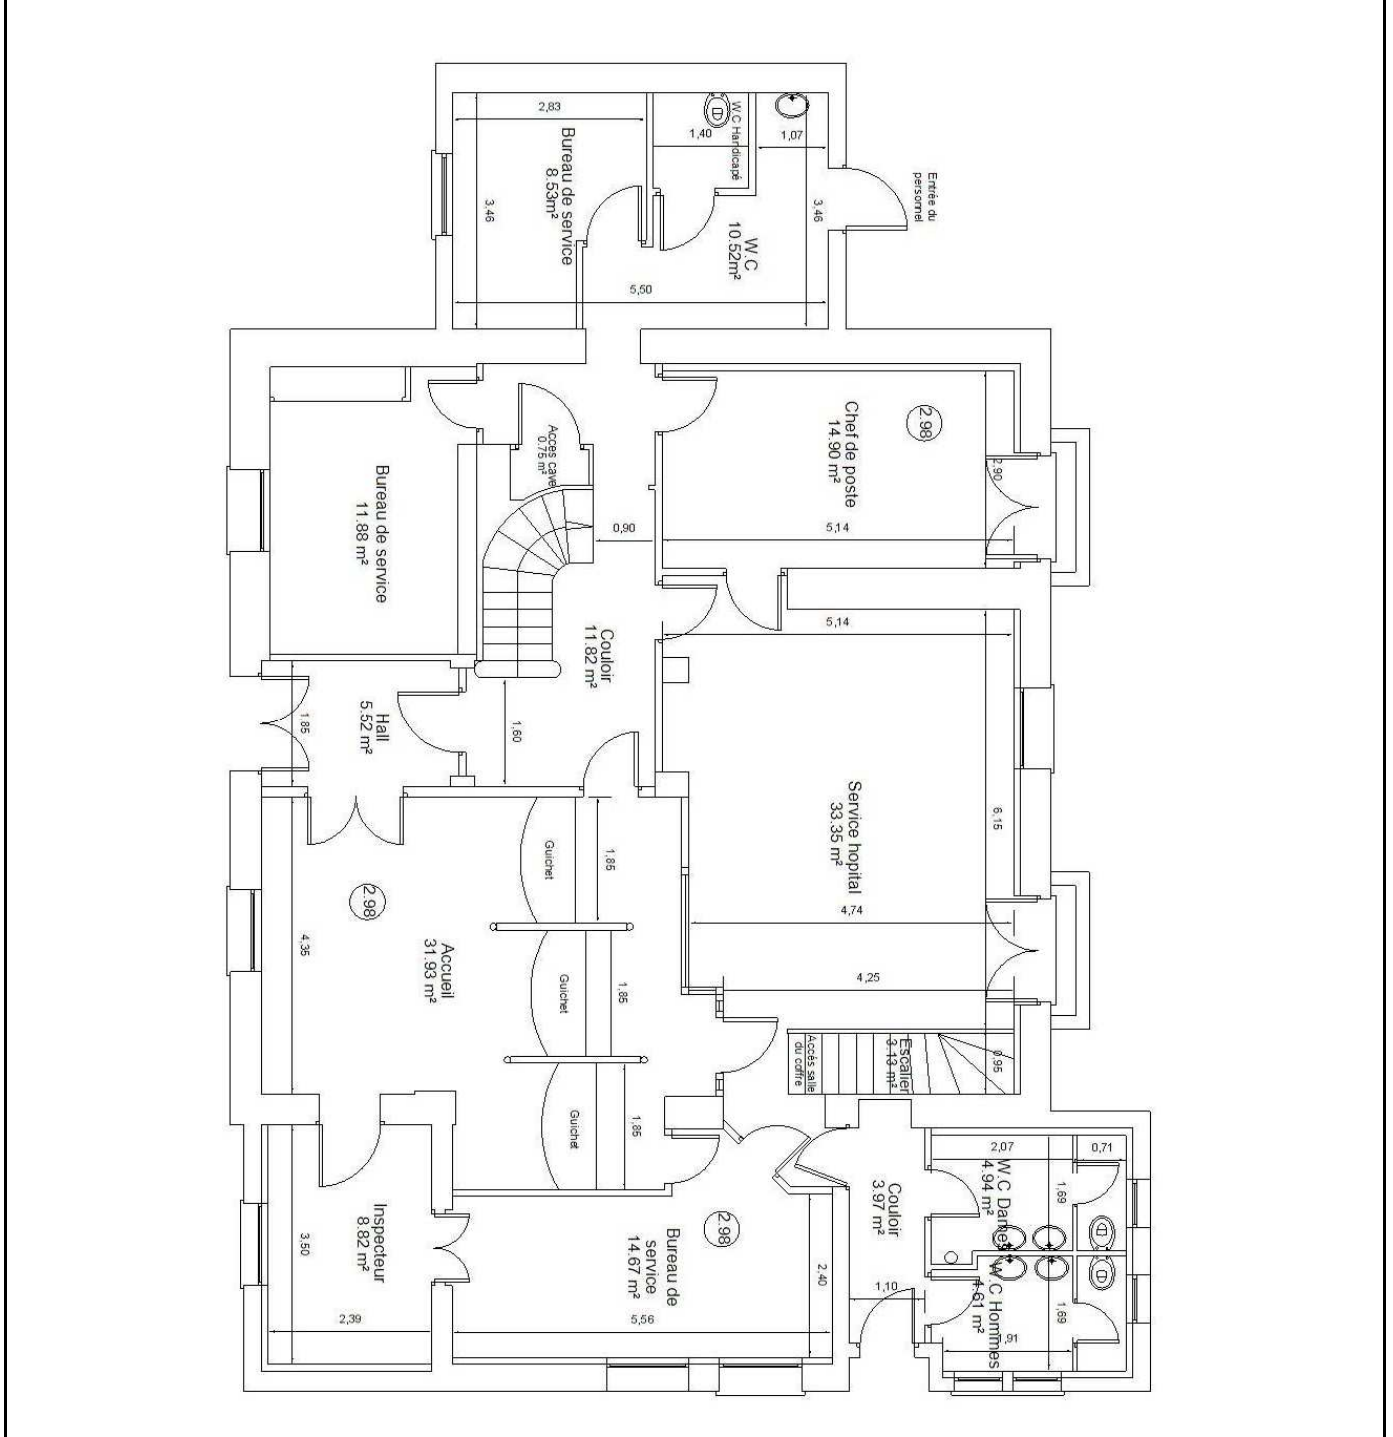 2,83
Bureau de service
8.53m²
3,46
1,40
W.C Handicapé
1,07
3,46
Entrée du
personnel
W.C
10.52m²
5,50
Accès cave
0.75 m²
Chef de poste
14.90 m²
2.98
2,90
5,14
0,90
Bureau de service
11.88 m²
Couloir
11.82 m²
5,14
Hall
5.52 m²
1,85
1,60
Service hopital
33.35 m²
6,15
4,74
4,25
Guichet
1,85
2.98
Accueil
31.93 m²
4,35
Guichet
1,85
Guichet
1,85
Accès salle
du coffre
Escalier
3.13 m²
0,95
Inspecteur
8.82 m²
3,50
2,39
Bureau de
service
14.67 m²
2.98
2,40
5,56
Couloir
3.97 m²
1,10
2,07
0,71
W.C Dames
4.94 m²
1,69
W.C Hommes
4.61 m²
1,69
1,91